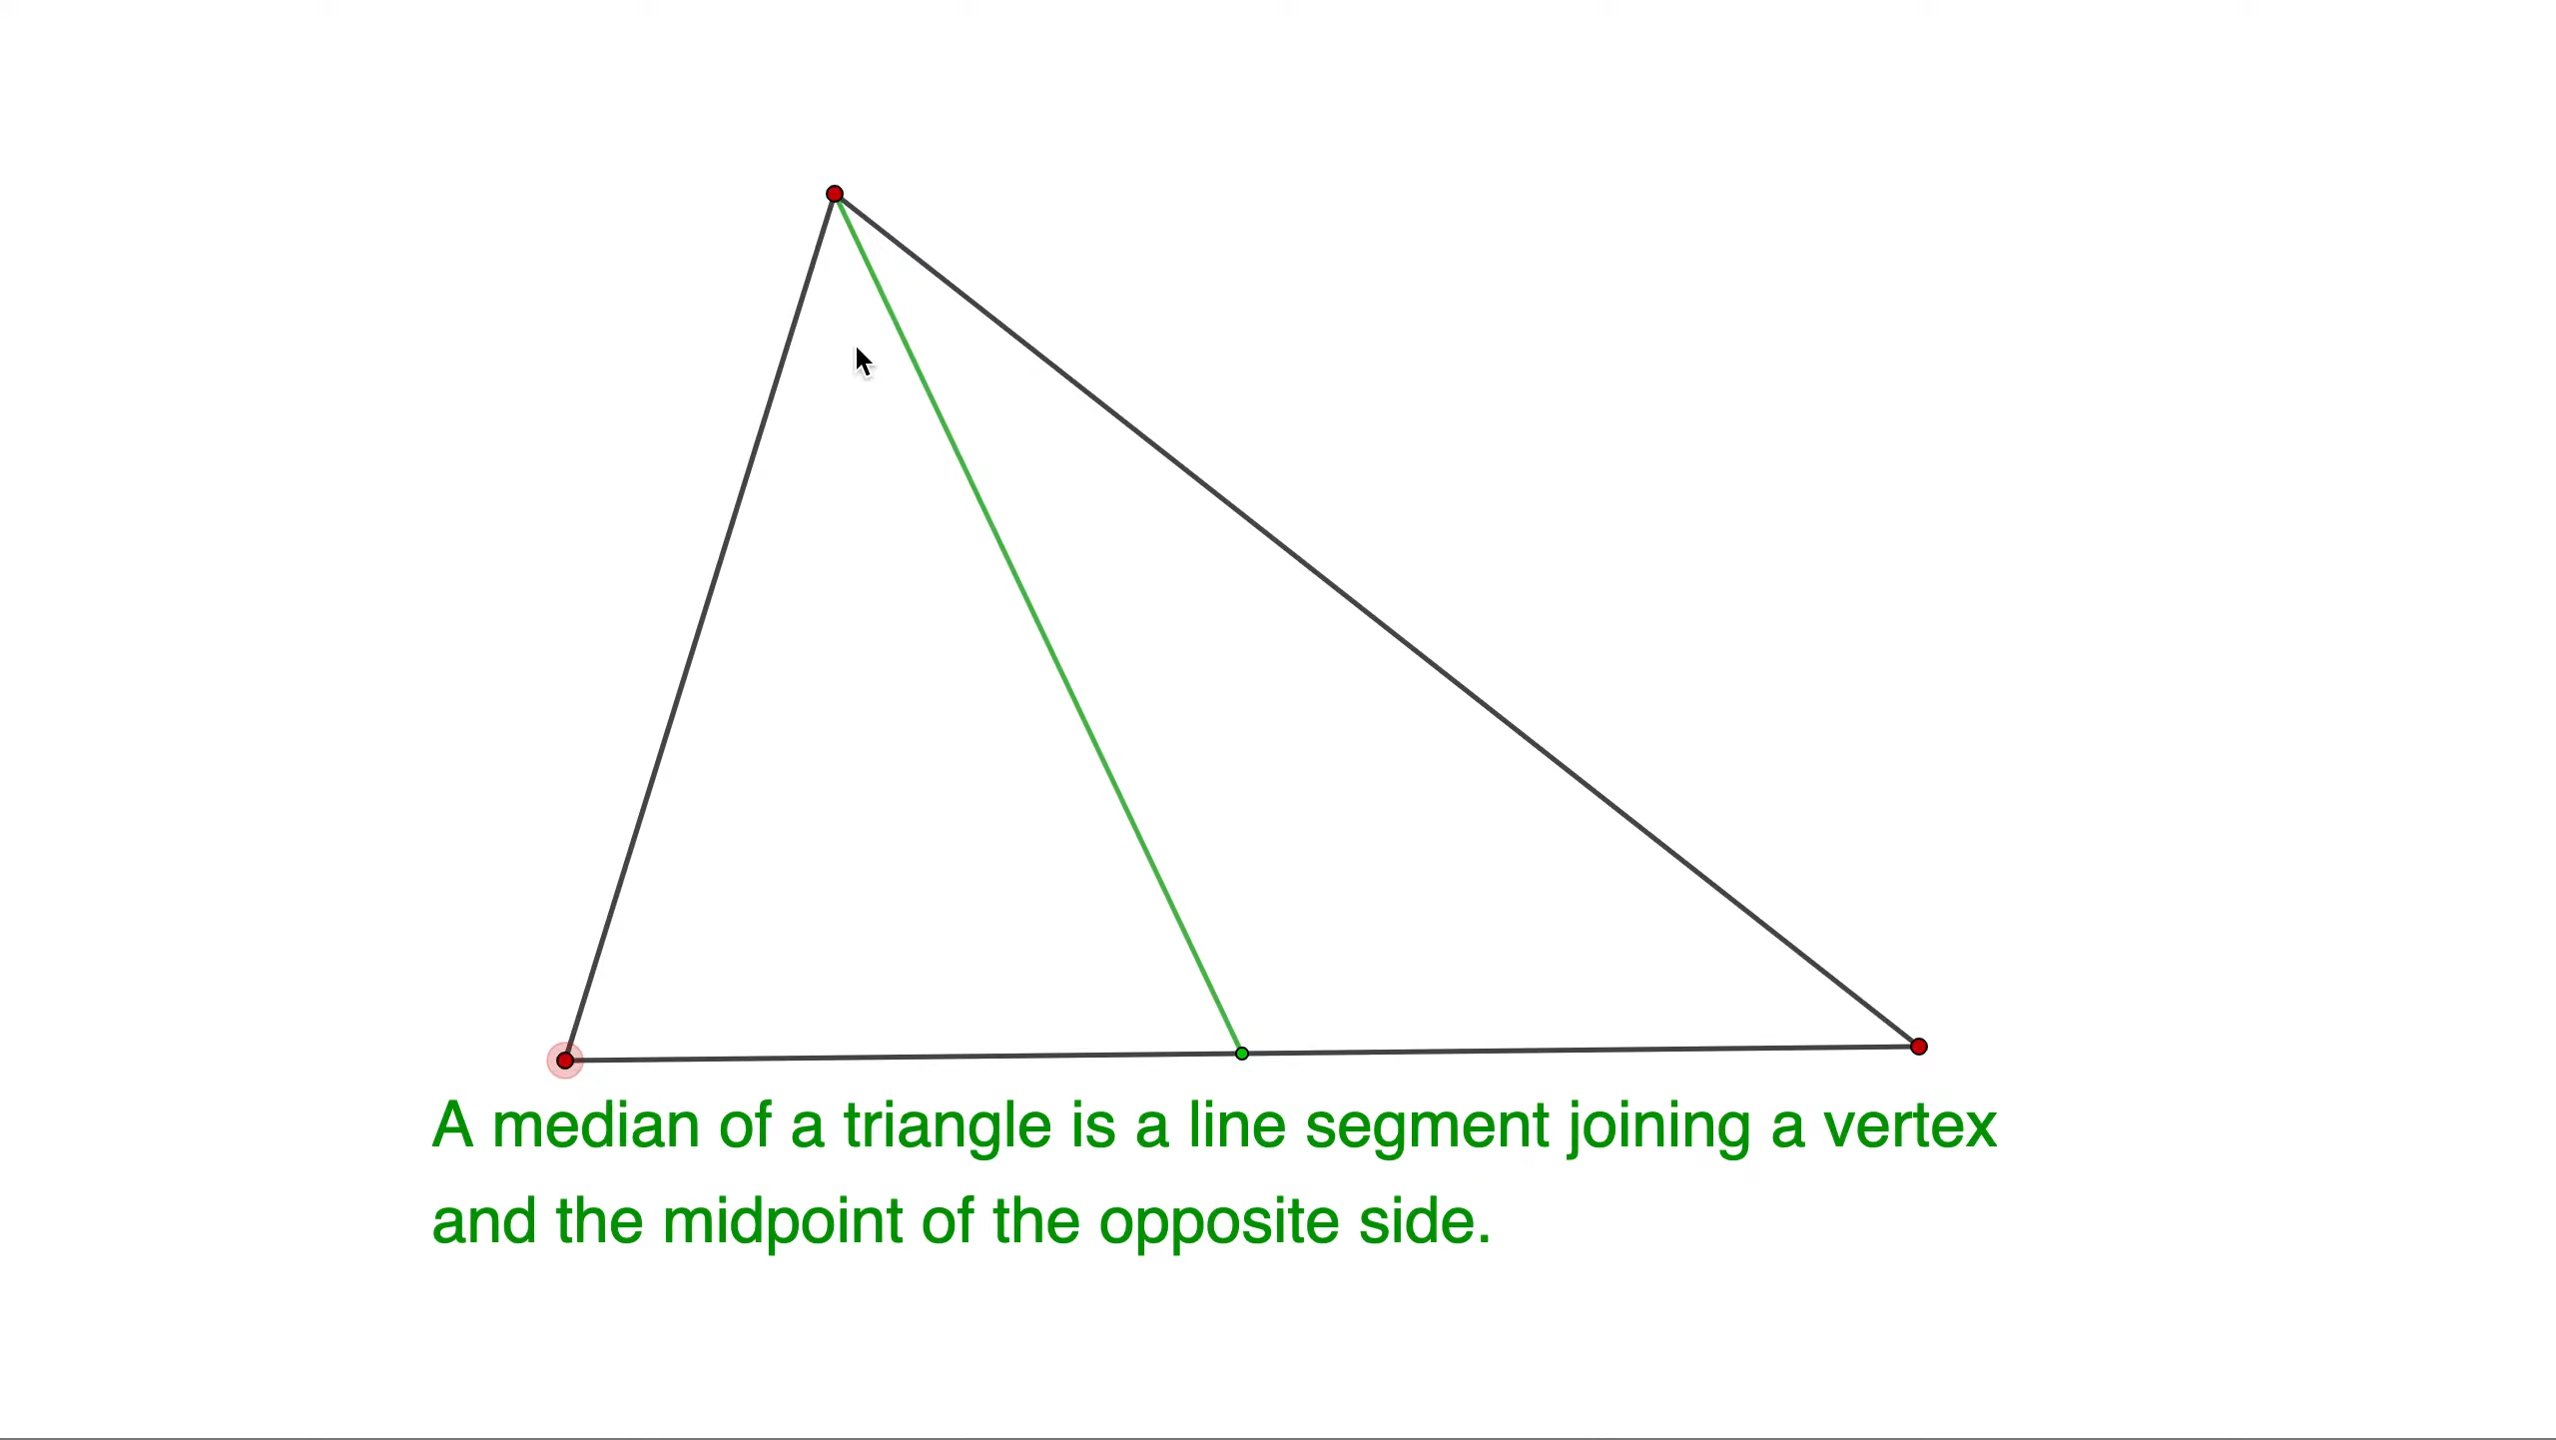 A median of a triangle is a line segment joining a vertex
and the midpoint of the opposite side.